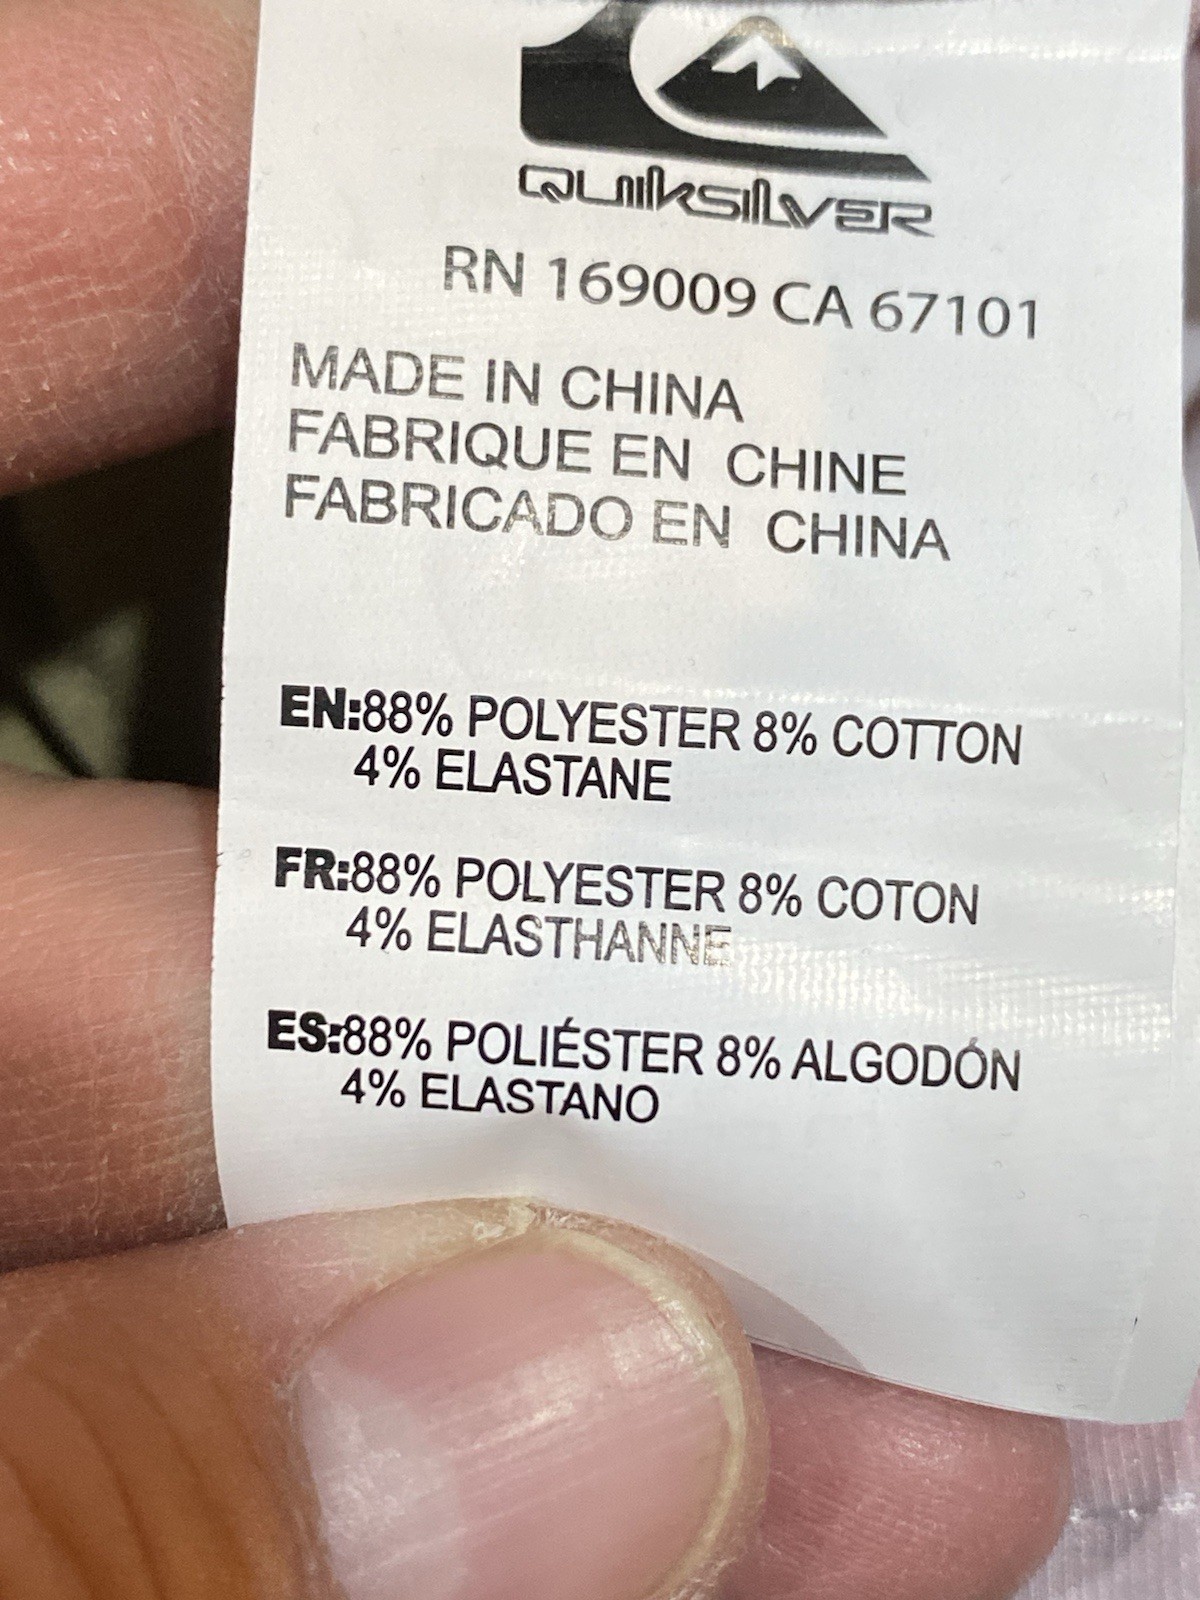 QUIKSILVER
RN 169009 CA 67101
MADE IN CHINA
FABRIQUE EN CHINE
FABRICADO EN CHINA
EN:88% POLYESTER 8% COTTON
4% ELASTANE
FR:88% POLYESTER 8% COTON
4% ELASTHANNE
ES:88% POLIÉSTER 8% ALGODÓN
4% ELASTANO